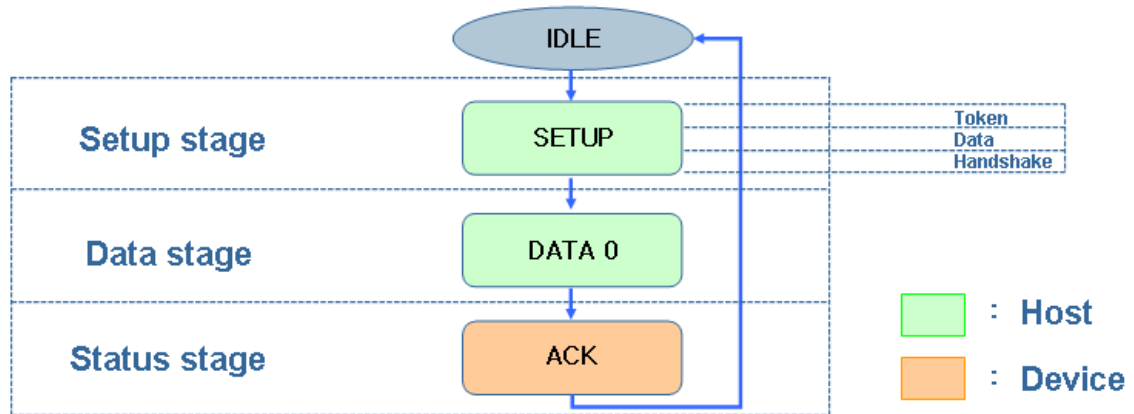 IDLE
Setup stage
SETUP
Token
Data
Handshake
Data stage
DATA 0
Status stage
ACK
: Host
: Device